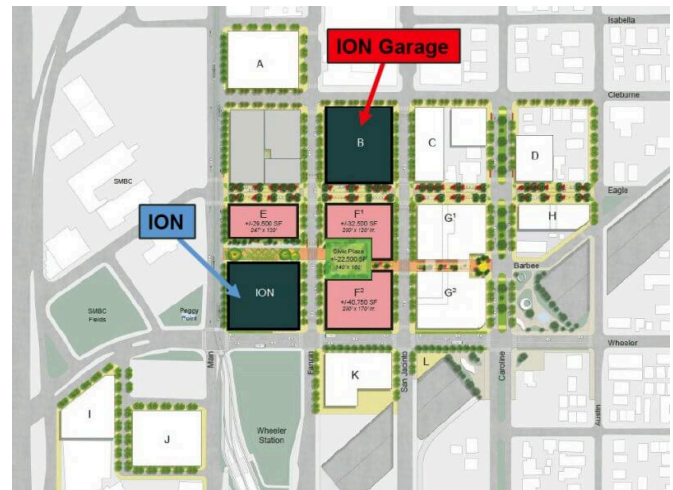 Isabella
ION Garage
A
Cleburne
B
C
D
SMBC
Eagle
ION
E
+/-29,500 SF
F¹
+/-32,500 SF
G¹
H
Civic Plaza
+/-22,500 SF
Barbee
ION
F²
+/-40,750 SF
G²
SMBC
Fields
Peggy
Point
Wheeler
Main
Fannin
San Jacinto
Caroline
Austin
K
L
I
J
Wheeler
Station